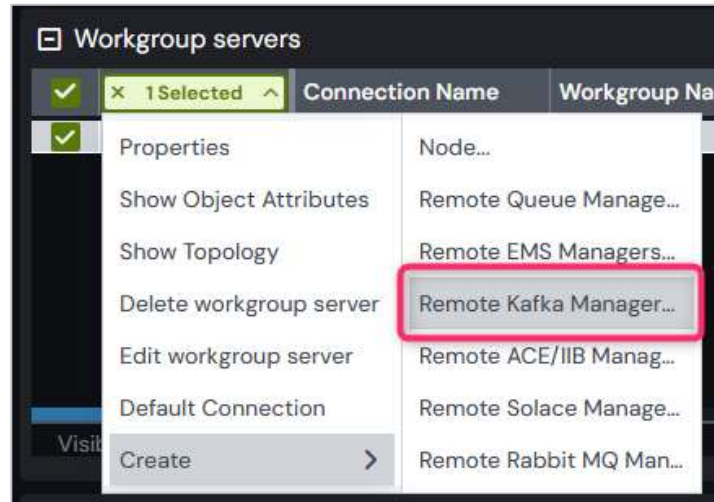 Workgroup servers
× 1 Selected Connection Name Workgroup Na
Properties
Show Object Attributes
Show Topology
Delete workgroup server
Edit workgroup server
Default Connection
Create
Node...
Remote Queue Manage...
Remote EMS Managers...
Remote Kafka Manager...
Remote ACE/IIB Manag...
Remote Solace Manage...
Remote Rabbit MQ Man...